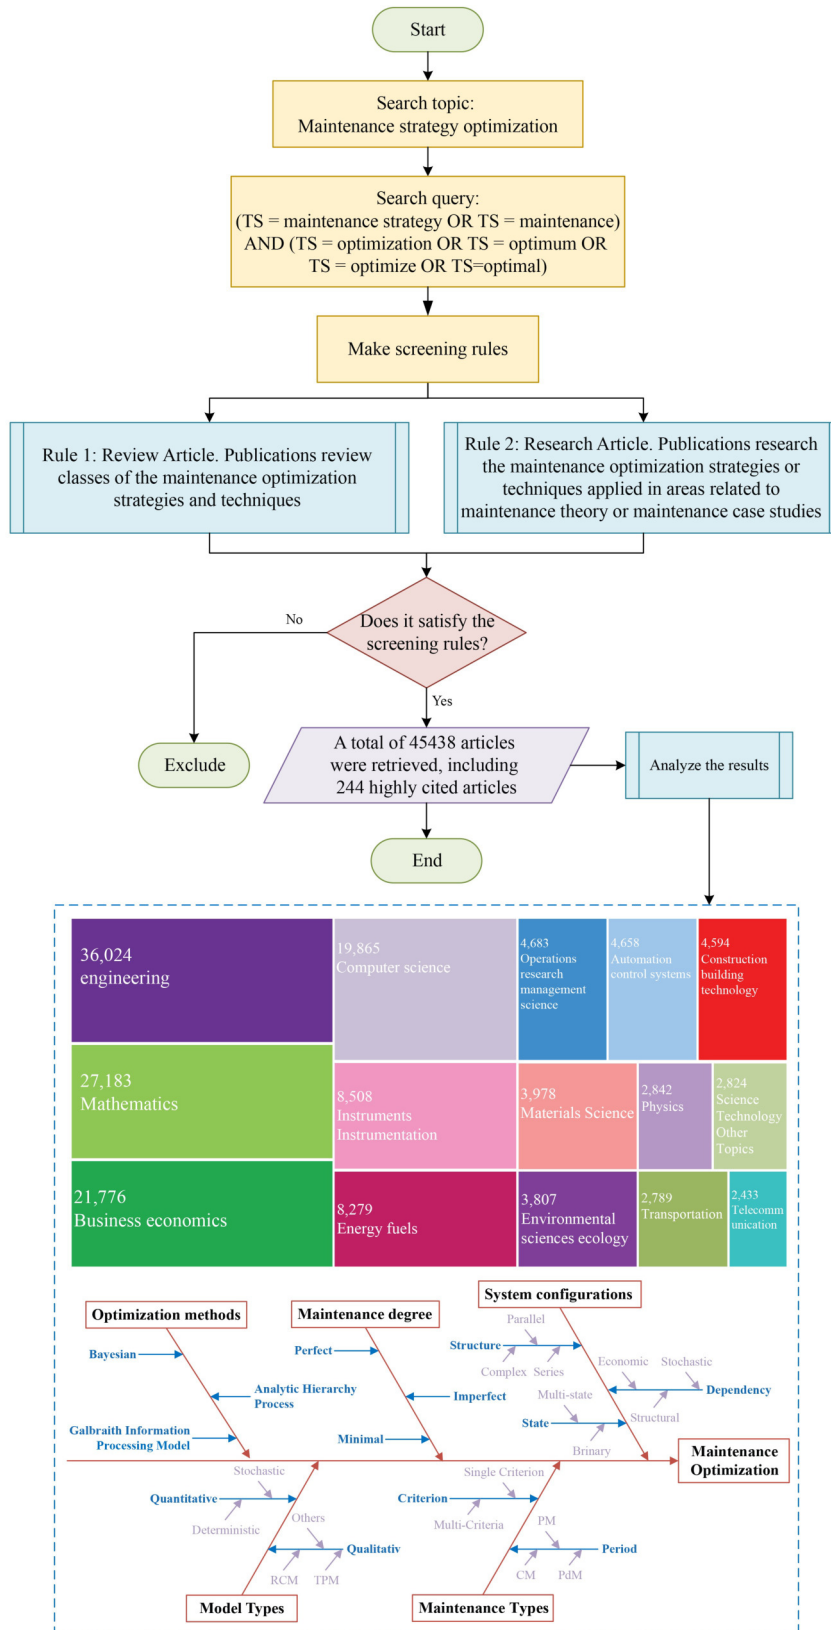 Start
Search topic:
Maintenance strategy optimization
Search query:
(TS = maintenance strategy OR TS = maintenance)
AND (TS = optimization OR TS = optimum OR
TS = optimize OR TS=optimal)
Make screening rules
Rule 1: Review Article. Publications review
classes of the maintenance optimization
strategies and techniques
Rule 2: Research Article. Publications research
the maintenance optimization strategies or
techniques applied in areas related to
maintenance theory or maintenance case studies
Does it satisfy the
screening rules?
No
Yes
Exclude
A total of 45438 articles
were retrieved, including
244 highly cited articles
Analyze the results
End
36,024
engineering
19,865
Computer science
4,683
Operations
research
management
science
4,658
Automation
control systems
4,594
Construction
building
technology
27,183
Mathematics
8,508
Instruments
Instrumentation
3,978
Materials Science
2,842
Physics
2,824
Science
Technology
Other
Topics
21,776
Business economics
8,279
Energy fuels
3,807
Environmental
sciences ecology
2,789
Transportation
2,433
Telecomm
unication
Optimization methods
Bayesian
Analytic Hierarchy
Process
Galbraith Information
Processing Model
Maintenance degree
Perfect
Imperfect
Minimal
System configurations
Parallel
Structure
Complex
Series
Economic
Stochastic
Dependency
Structural
Multi-state
State
Brinary
Maintenance
Optimization
Stochastic
Quantitative
Deterministic
Others
Qualitativ
RCM
TPM
Model Types
Single Criterion
Criterion
Multi-Criteria
PM
Period
CM
PdM
Maintenance Types